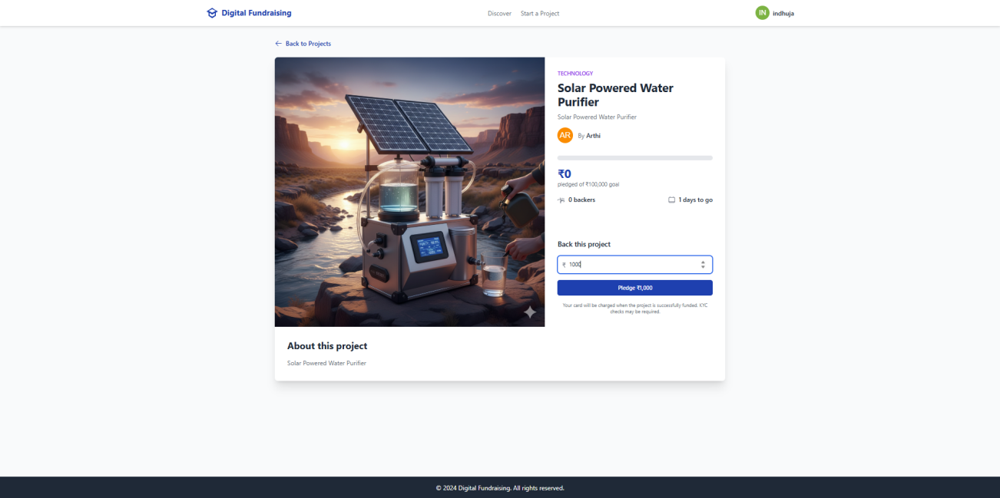 Digital Fundraising
Discover
Start a Project
IN
indhuja
Back to Projects
TECHNOLOGY
Solar Powered Water
Purifier
Solar Powered Water Purifier
AR
By Arthi
₹0
pledged of ₹100,000 goal
0 backers
1 days to go
Back this project
₹ 1000
Pledge ₹1,000
Your card will be charged when the project is successfully funded. KYC
checks may be required.
About this project
Solar Powered Water Purifier
© 2024 Digital Fundraising. All rights reserved.